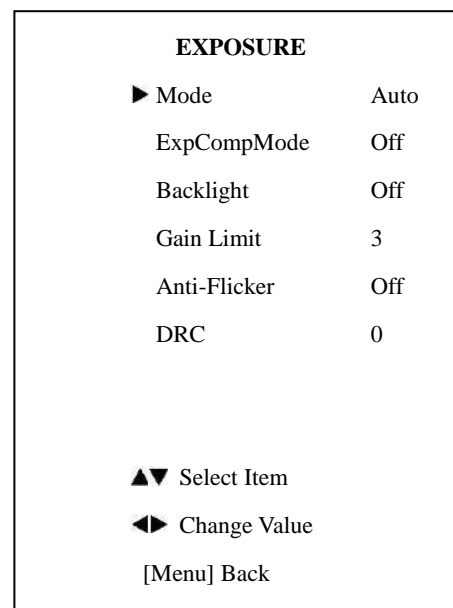 EXPOSURE
▶ Mode Auto
ExpCompMode Off
Backlight Off
Gain Limit 3
Anti-Flicker Off
DRC 0
▲▼ Select Item
◀▶ Change Value
[Menu] Back